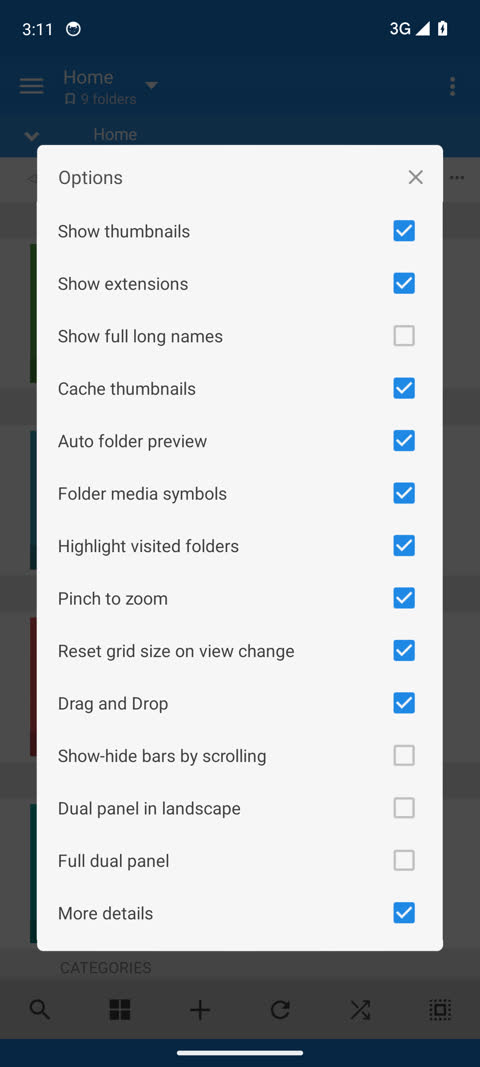 3:11
3G
Home
9 folders
Home
Options
Show thumbnails
Show extensions
Show full long names
Cache thumbnails
Auto folder preview
Folder media symbols
Highlight visited folders
Pinch to zoom
Reset grid size on view change
Drag and Drop
Show-hide bars by scrolling
Dual panel in landscape
Full dual panel
More details
CATEGORIES